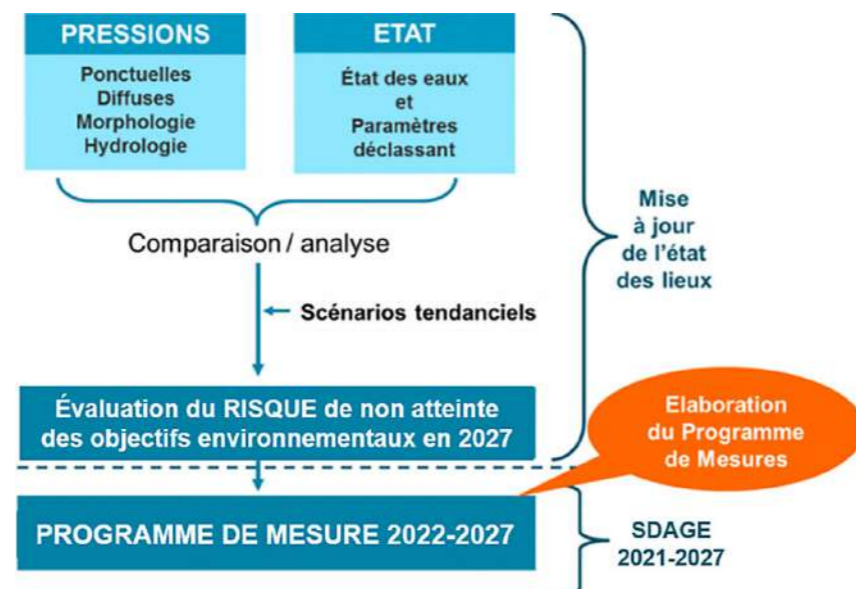 PRESSIONS
Ponctuelles
Diffuses
Morphologie
Hydrologie
ETAT
État des eaux
et
Paramètres
déclassant
Comparaison / analyse
Scénarios tendanciels
Mise
à jour
de l'état
des lieux
Évaluation du RISQUE de non atteinte
des objectifs environnementaux en 2027
Elaboration
du Programme
de Mesures
PROGRAMME DE MESURE 2022-2027
SDAGE
2021-2027